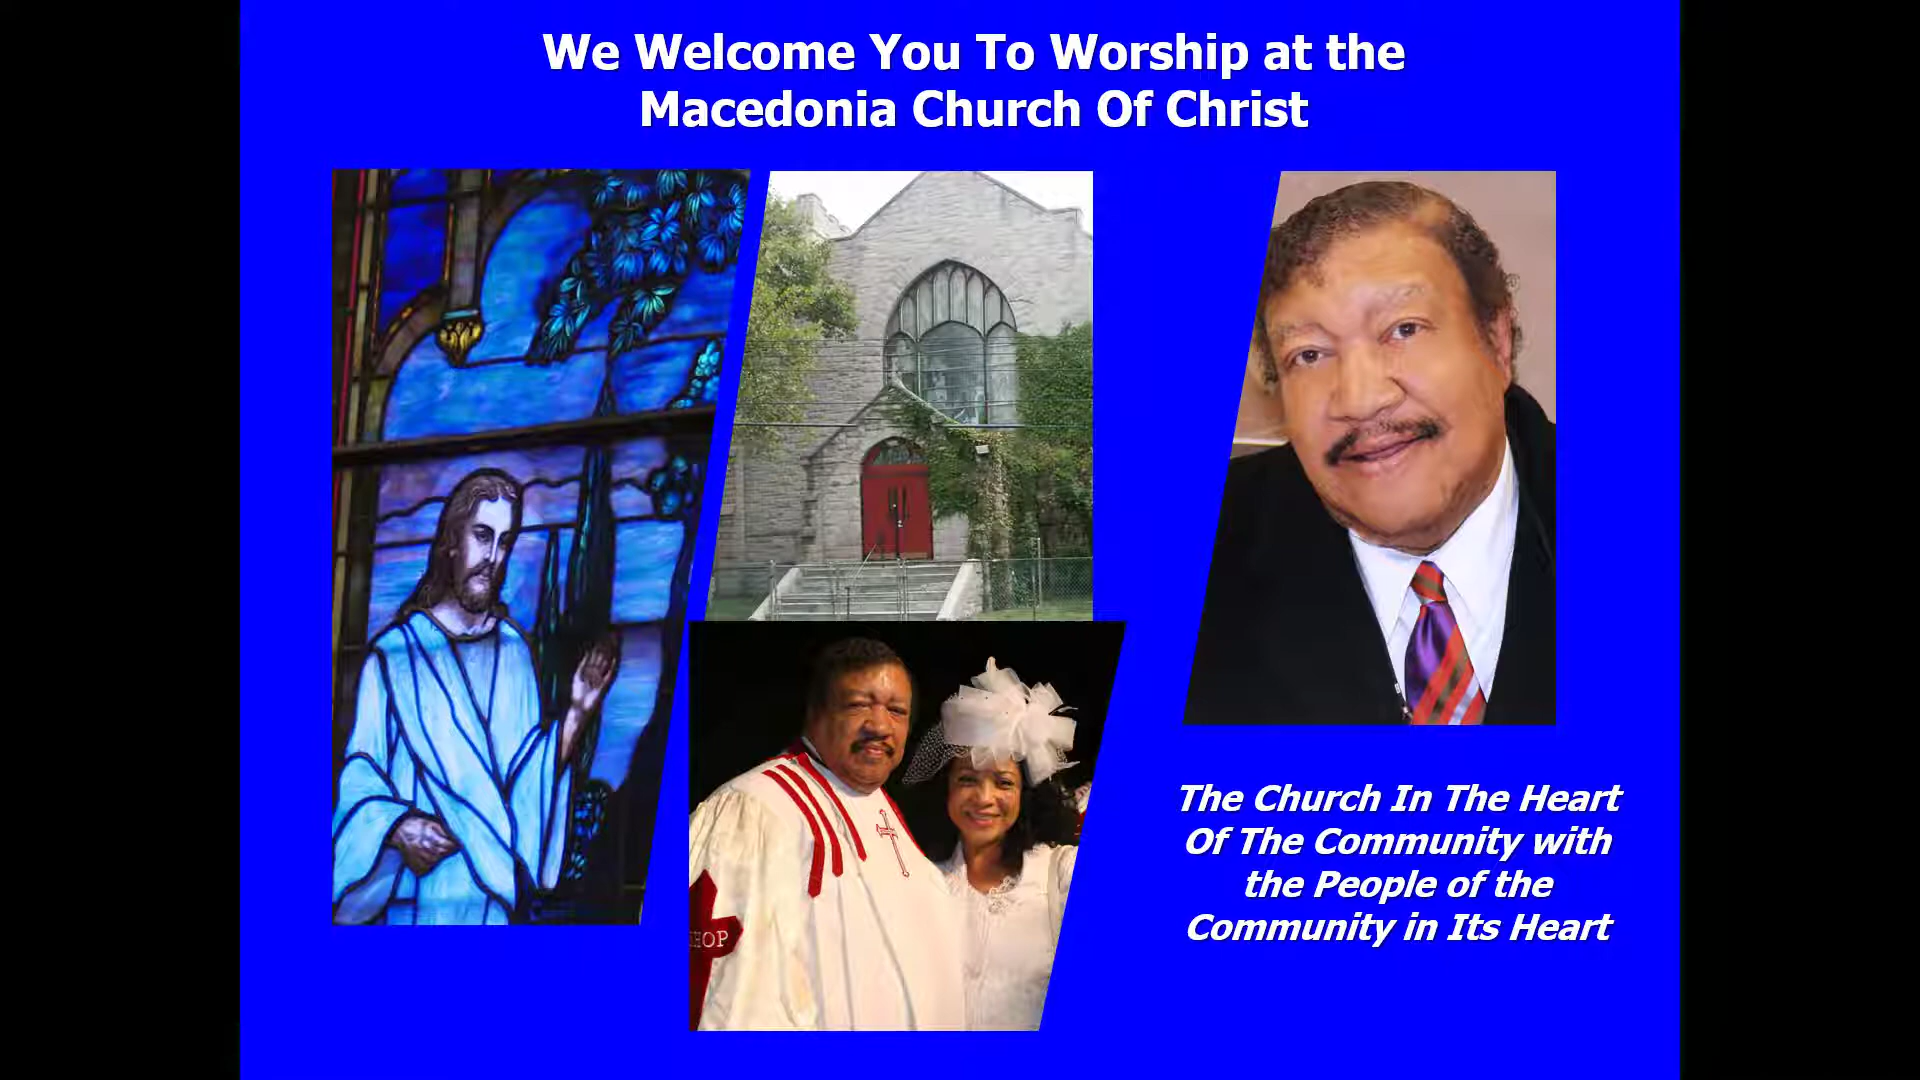 We Welcome You To Worship at the
Macedonia Church Of Christ
The Church In The Heart
Of The Community with
the People of the
Community in Its Heart
HOP